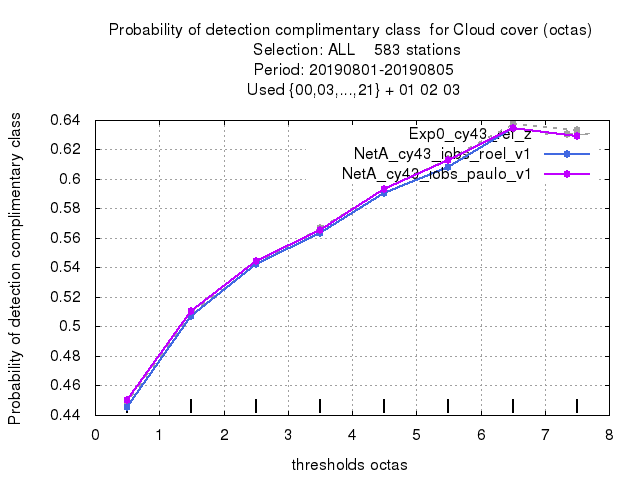 Probability of detection complimentary class  for Cloud cover (octas)
Selection: ALL    583 stations
Period: 20190801-20190805
Used {00,03,...,21} + 01 02 03
Probability of detection complimentary class
0.64
0.62
0.6
0.58
0.56
0.54
0.52
0.5
0.48
0.46
0.44
Exp0_cy43_ref_z
NetA_cy43_iobs_roel_v1
NetA_cy43_iobs_paulo_v1
0 1 2 3 4 5 6 7 8
thresholds octas